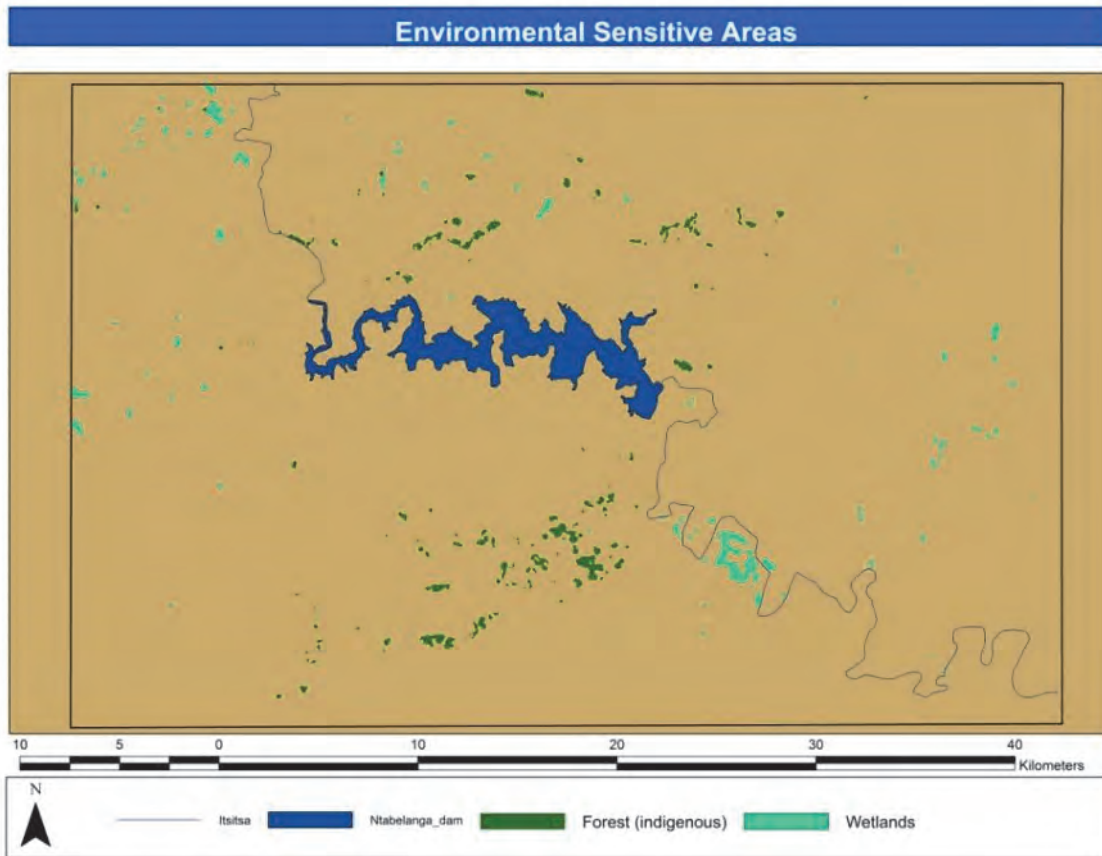 Environmental Sensitive Areas
10 5 0 10 20 30 40
Kilometers
N
Itsitsa Ntabelanga_dam Forest (indigenous) Wetlands